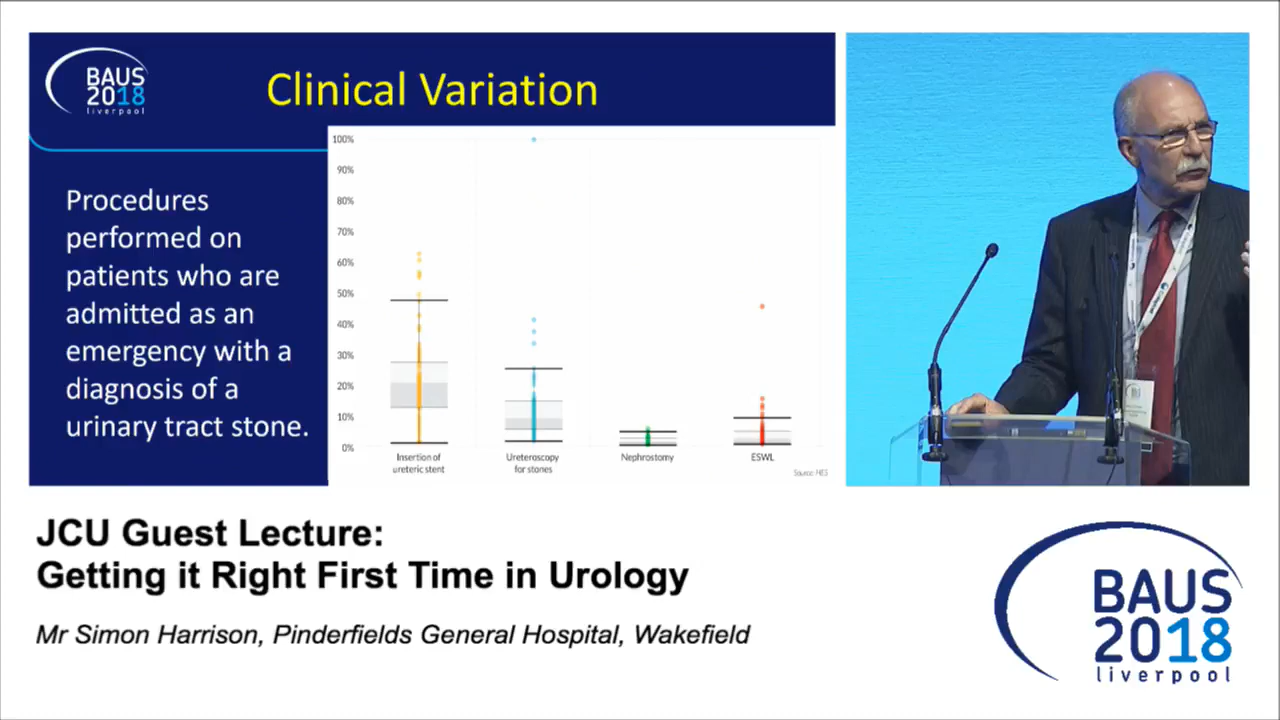 BAUS
2018
liverpool
Clinical Variation
Procedures
performed on
patients who are
admitted as an
emergency with a
diagnosis of a
urinary tract stone.
100%
90%
80%
70%
60%
50%
40%
30%
20%
10%
0%
Insertion of
ureteric stent
Ureteroscopy
for stones
Nephrostomy
ESWL
Source: HES
JCU Guest Lecture:
Getting it Right First Time in Urology
Mr Simon Harrison, Pinderfields General Hospital, Wakefield
BAUS
2018
liverpool